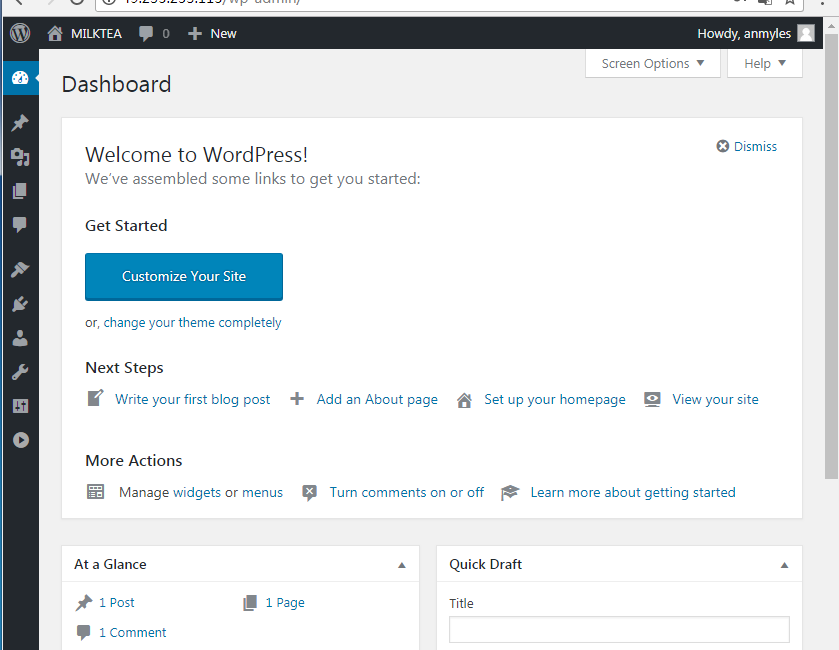 MILKTEA 0 New Howdy, anmyles
Screen Options Help
Dashboard
Welcome to WordPress!
Dismiss
We've assembled some links to get you started:
Get Started
Customize Your Site
or, change your theme completely
Next Steps
Write your first blog post Add an About page Set up your homepage View your site
More Actions
Manage widgets or menus Turn comments on or off Learn more about getting started
At a Glance
1 Post 1 Page
1 Comment
Quick Draft
Title